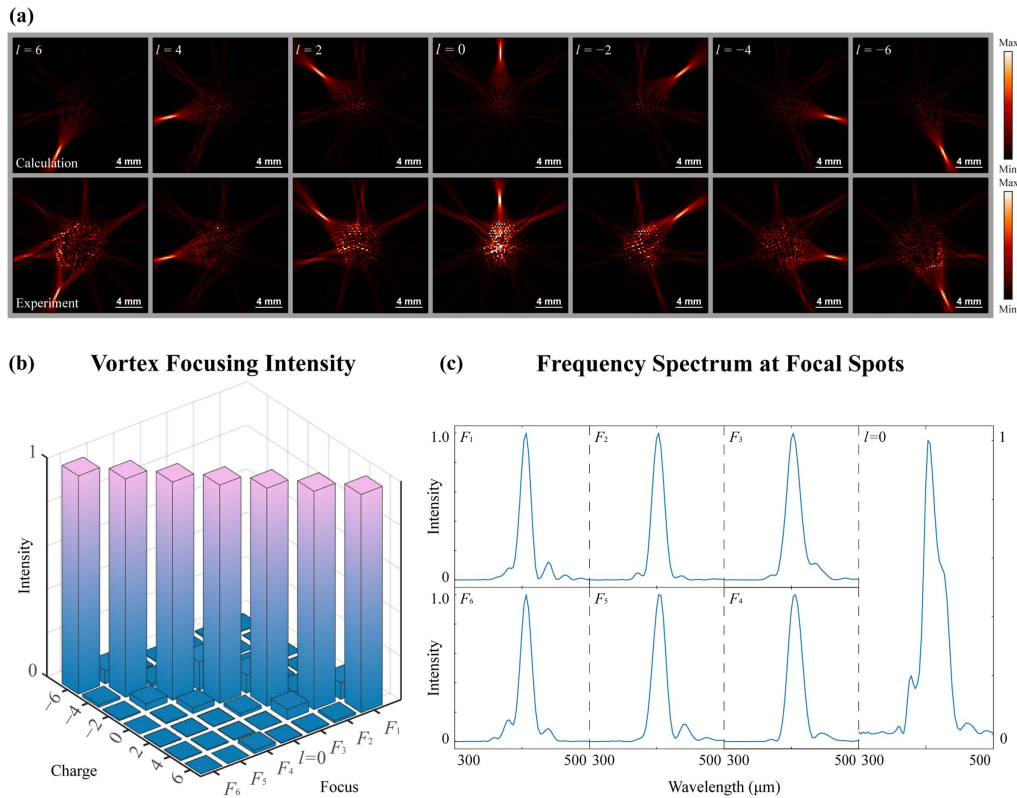 (a)
l = 6
l = 4
l = 2
l = 0
l = −2
l = −4
l = −6
Max
Calculation
4 mm
4 mm
4 mm
4 mm
4 mm
4 mm
4 mm
Min
Max
Experiment
4 mm
4 mm
4 mm
4 mm
4 mm
4 mm
4 mm
Min
(b)
Vortex Focusing Intensity
1
Intensity
0
−6
−4
−2
0
2
4
6
Charge
F6
F5
F4
l=0
F3
F2
F1
Focus
(c)
Frequency Spectrum at Focal Spots
1.0
F1
F2
F3
l=0
1
Intensity
0
1.0
F6
F5
F4
Intensity
0
0
300
500
300
500
300
500
300
500
Wavelength (μm)